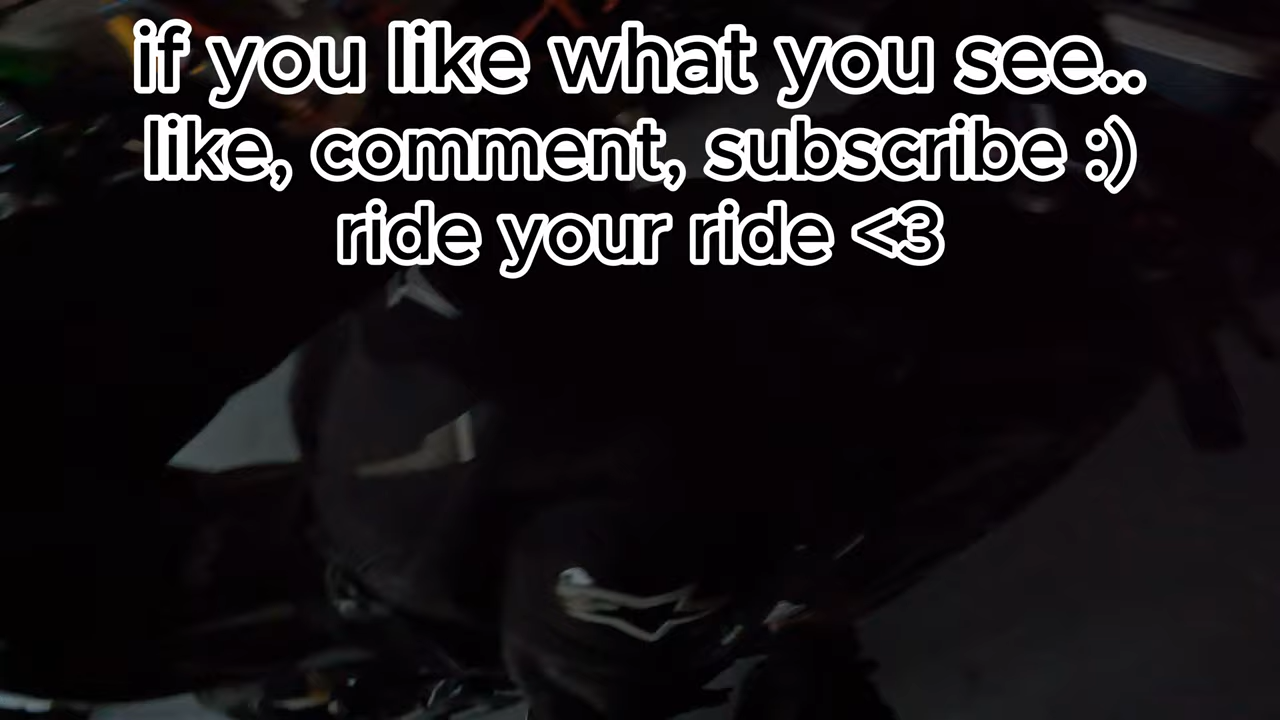 if you like what you see..
like, comment, subscribe :)
ride your ride <3